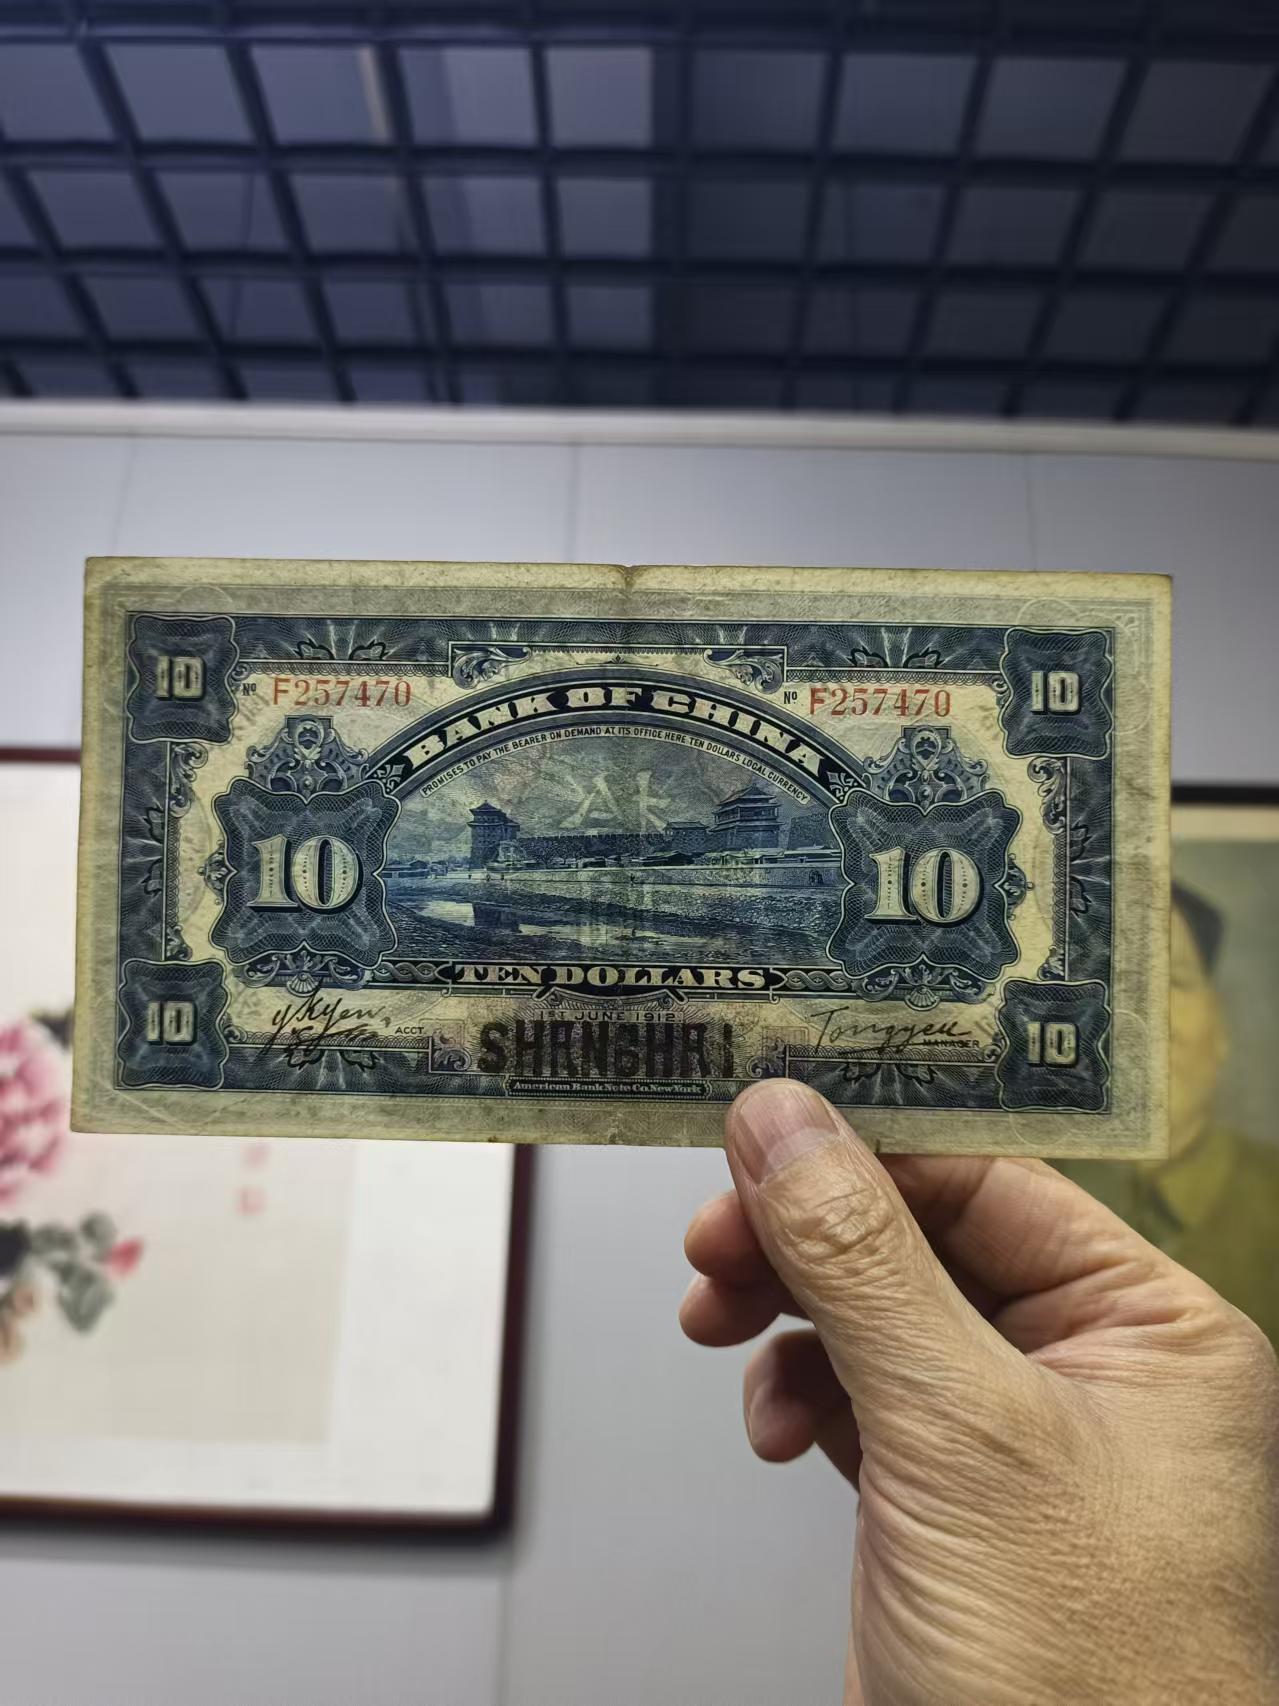 10
10
Nº F257470
Nº F257470
BANK OF CHINA
PROMISES TO PAY THE BEARER ON DEMAND AT ITS OFFICE HERE TEN DOLLARS LOCAL CURRENCY
10
10
TEN DOLLARS
10
10
1ST JUNE 1912
SHANGHAI
ACCT.
Tongyeu
MANAGER
American Bank Note Co. New York